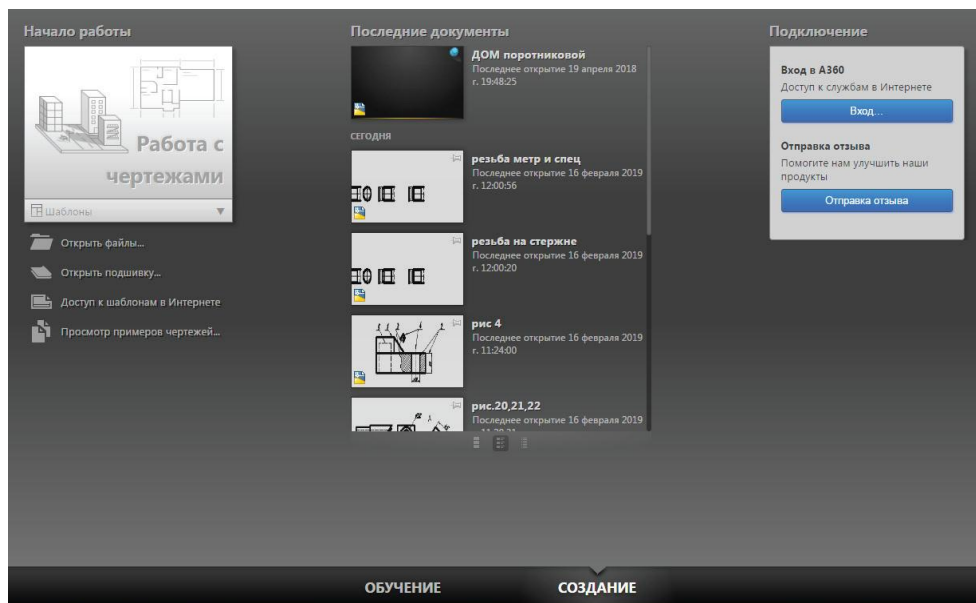 Начало работы
Работа с
чертежами
Шаблоны
Открыть файлы...
Открыть подшивку...
Доступ к шаблонам в Интернете
Просмотр примеров чертежей...
Последние документы
ДОМ поротниковой
Последнее открытие 19 апреля 2018
г. 19:48:25
СЕГОДНЯ
резьба метр и спец
Последнее открытие 16 февраля 2019
г. 12:00:56
резьба на стержне
Последнее открытие 16 февраля 2019
г. 12:00:20
рис 4
Последнее открытие 16 февраля 2019
г. 11:24:00
рис.20,21,22
Последнее открытие 16 февраля 2019
Подключение
Вход в A360
Доступ к службам в Интернете
Вход...
Отправка отзыва
Помогите нам улучшить наши
продукты
Отправка отзыва
ОБУЧЕНИЕ
СОЗДАНИЕ